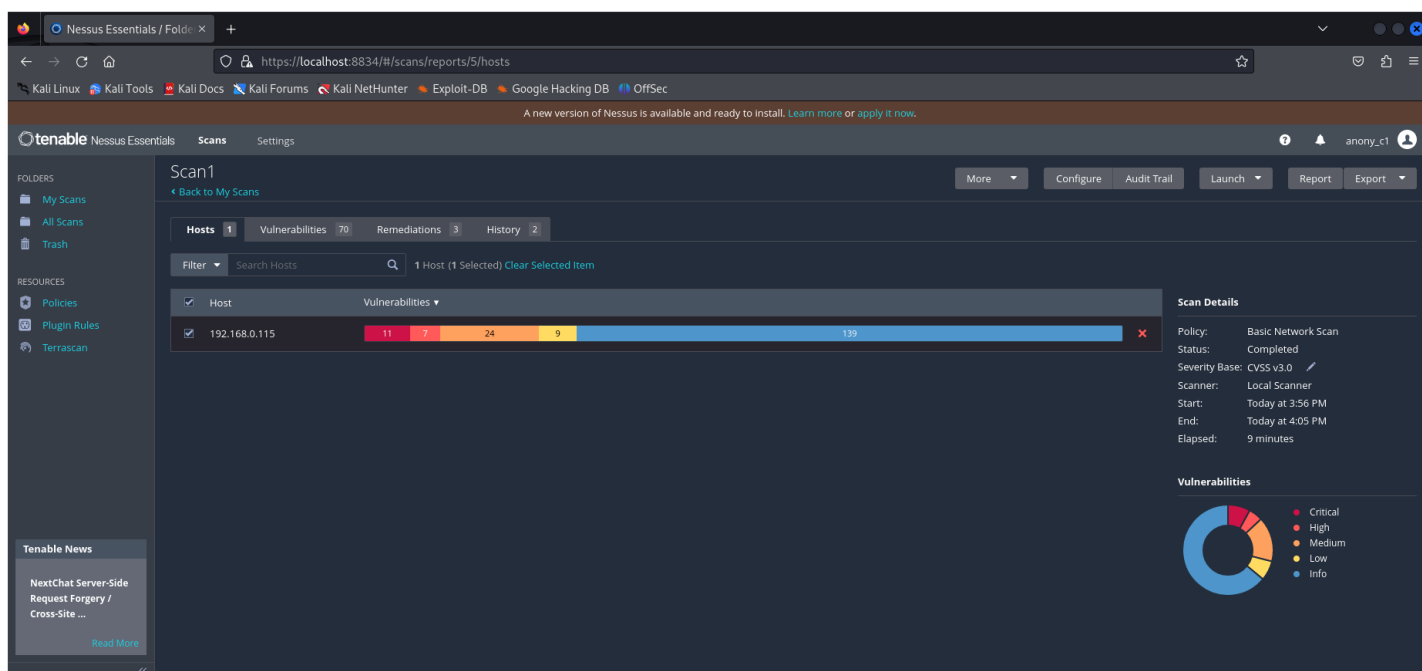 Nessus Essentials / Folde
https://localhost:8834/#/scans/reports/5/hosts
Kali Linux Kali Tools Kali Docs Kali Forums Kali NetHunter Exploit-DB Google Hacking DB OffSec
A new version of Nessus is available and ready to install. Learn more or apply it now.
tenable Nessus Essentials Scans Settings anony_c1
FOLDERS
My Scans
All Scans
Trash
RESOURCES
Policies
Plugin Rules
Terrascan
Tenable News
NextChat Server-Side
Request Forgery /
Cross-Site ...
Read More
Scan1
Back to My Scans
More Configure Audit Trail Launch Report Export
Hosts 1 Vulnerabilities 70 Remediations 3 History 2
Filter Search Hosts 1 Host (1 Selected) Clear Selected Item
Host Vulnerabilities
192.168.0.115 11 7 24 9 139
Scan Details
Policy: Basic Network Scan
Status: Completed
Severity Base: CVSS v3.0
Scanner: Local Scanner
Start: Today at 3:56 PM
End: Today at 4:05 PM
Elapsed: 9 minutes
Vulnerabilities
Critical
High
Medium
Low
Info